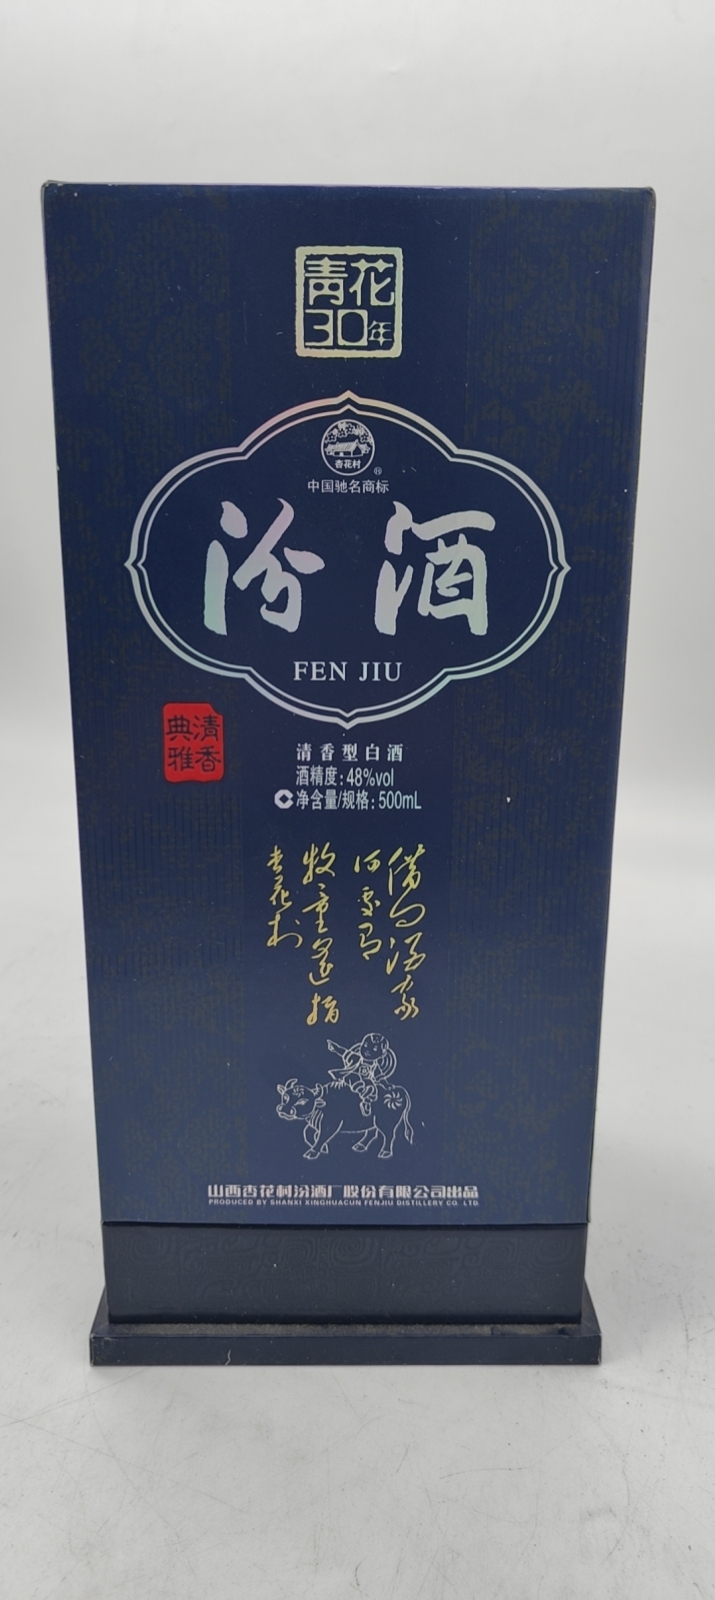 青花
30年
杏花村
®
中国驰名商标
汾酒
FEN JIU
清香
典雅
清香型白酒
酒精度:48%vol
净含量/规格:500mL
借问酒家
何处有
牧童遥指
杏花村
山西杏花村汾酒厂股份有限公司出品
PRODUCED BY SHANXI XINGHUACUN FENJIU DISTILLERY CO. LTD.